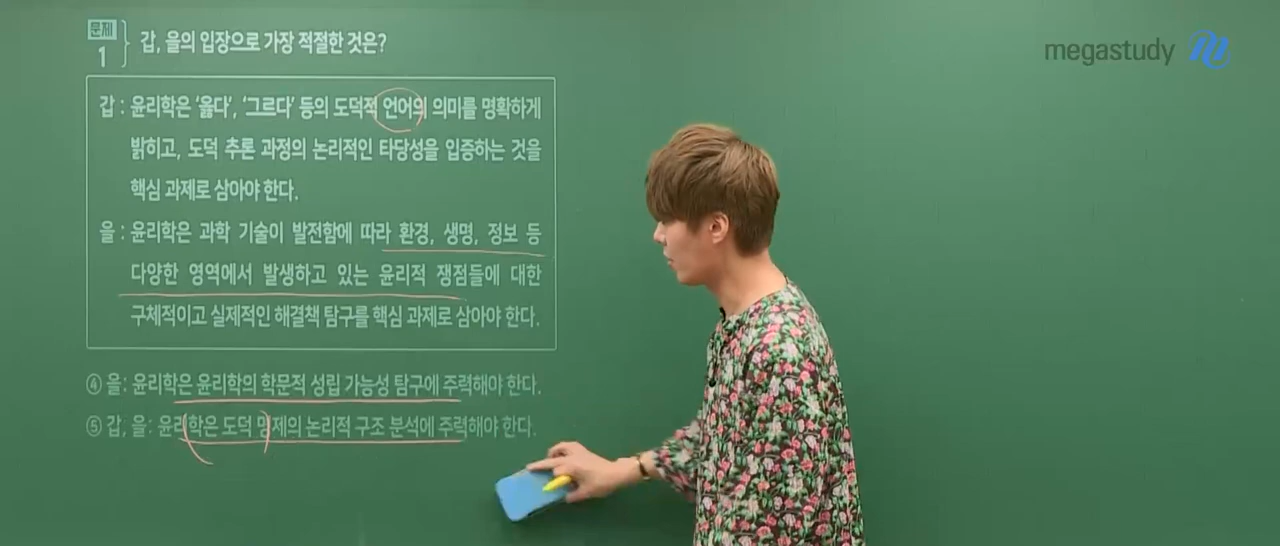 문제
1
갑, 을의 입장으로 가장 적절한 것은?
megastudy
갑 : 윤리학은 ‘옳다’, ‘그르다’ 등의 도덕적 언어의 의미를 명확하게
밝히고, 도덕 추론 과정의 논리적인 타당성을 입증하는 것을
핵심 과제로 삼아야 한다.
을 : 윤리학은 과학 기술이 발전함에 따라 환경, 생명, 정보 등
다양한 영역에서 발생하고 있는 윤리적 쟁점들에 대한
구체적이고 실제적인 해결책 탐구를 핵심 과제로 삼아야 한다.
④ 을: 윤리학은 윤리학의 학문적 성립 가능성 탐구에 주력해야 한다.
⑤ 갑, 을: 윤리학은 도덕 명제의 논리적 구조 분석에 주력해야 한다.